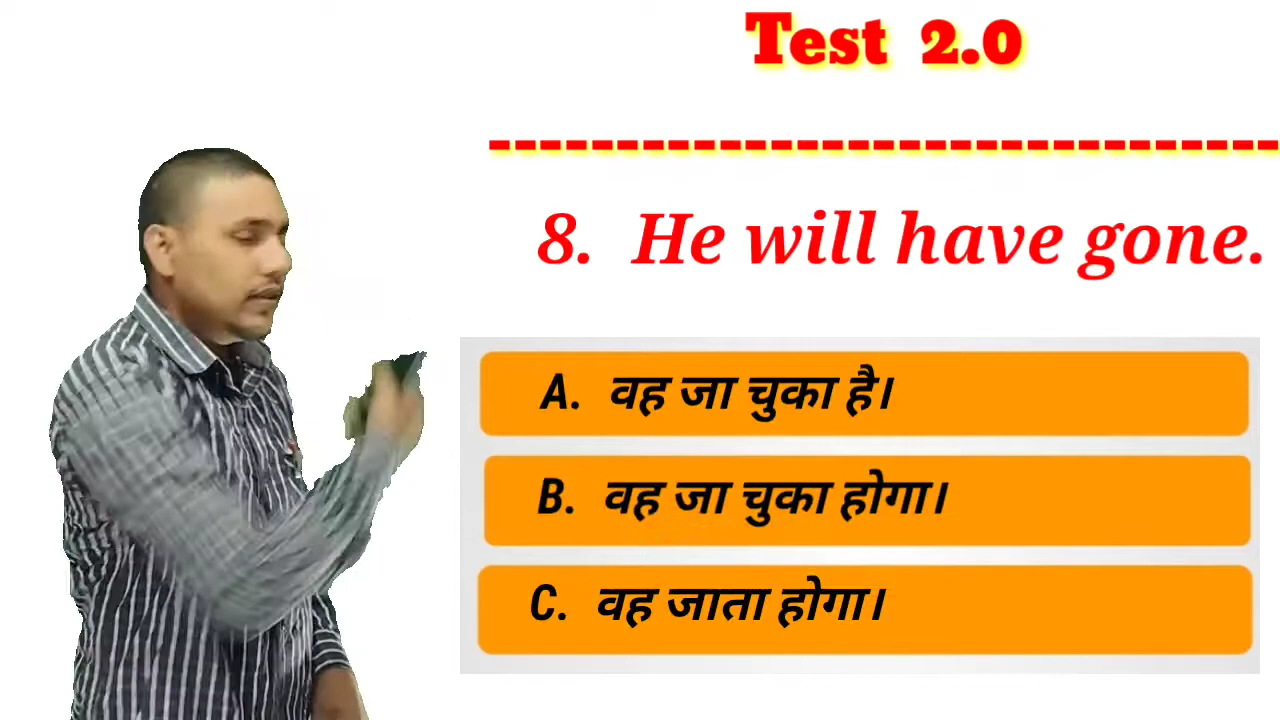 Test 2.0
--------------------------------
8. He will have gone.
A. वह जा चुका है।
B. वह जा चुका होगा।
C. वह जाता होगा।